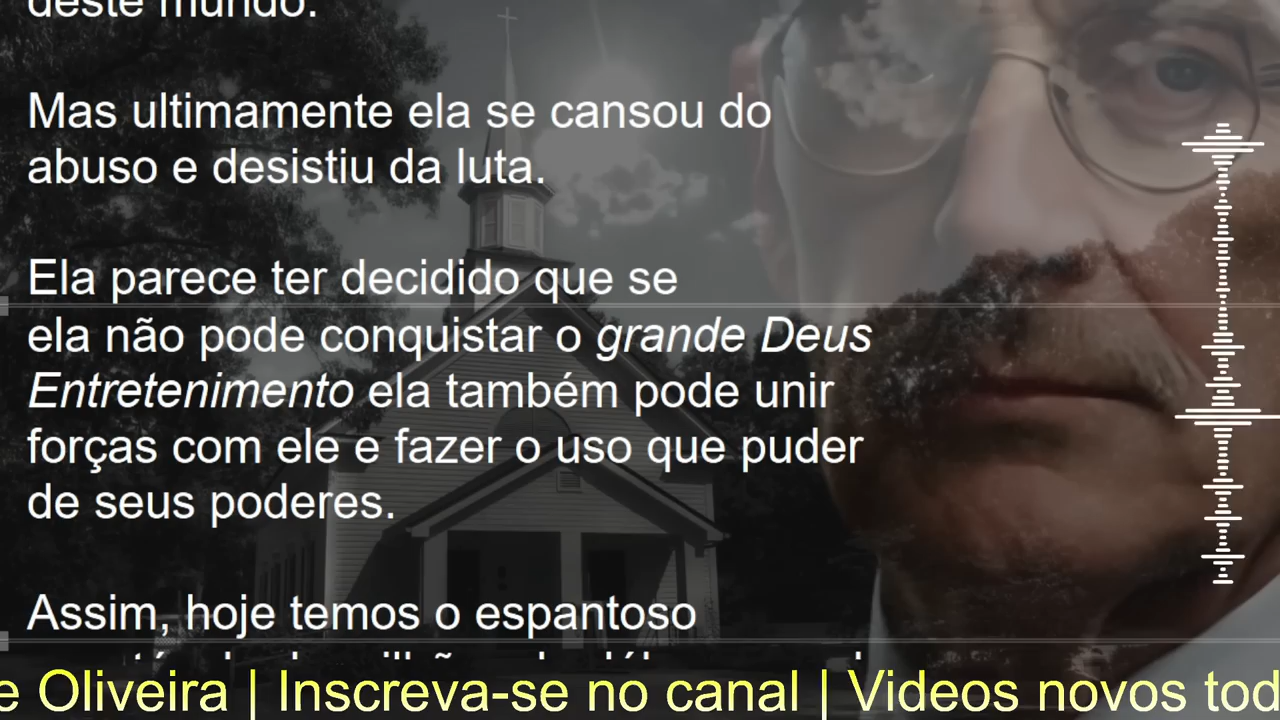 deste mundo.
Mas ultimamente ela se cansou do
abuso e desistiu da luta.
Ela parece ter decidido que se
ela não pode conquistar o grande Deus
Entretenimento ela também pode unir
forças com ele e fazer o uso que puder
de seus poderes.
Assim, hoje temos o espantoso
e Oliveira | Inscreva-se no canal | Videos novos tod